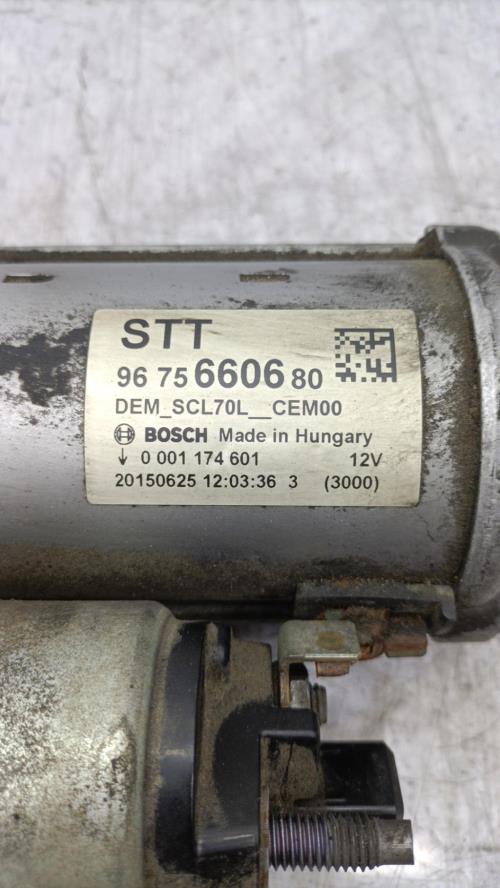 STT
96 75 6606 80
DEM_SCL70L__CEM00
BOSCH Made in Hungary
↓ 0 001 174 601 12V
20150625 12:03:36 3 (3000)